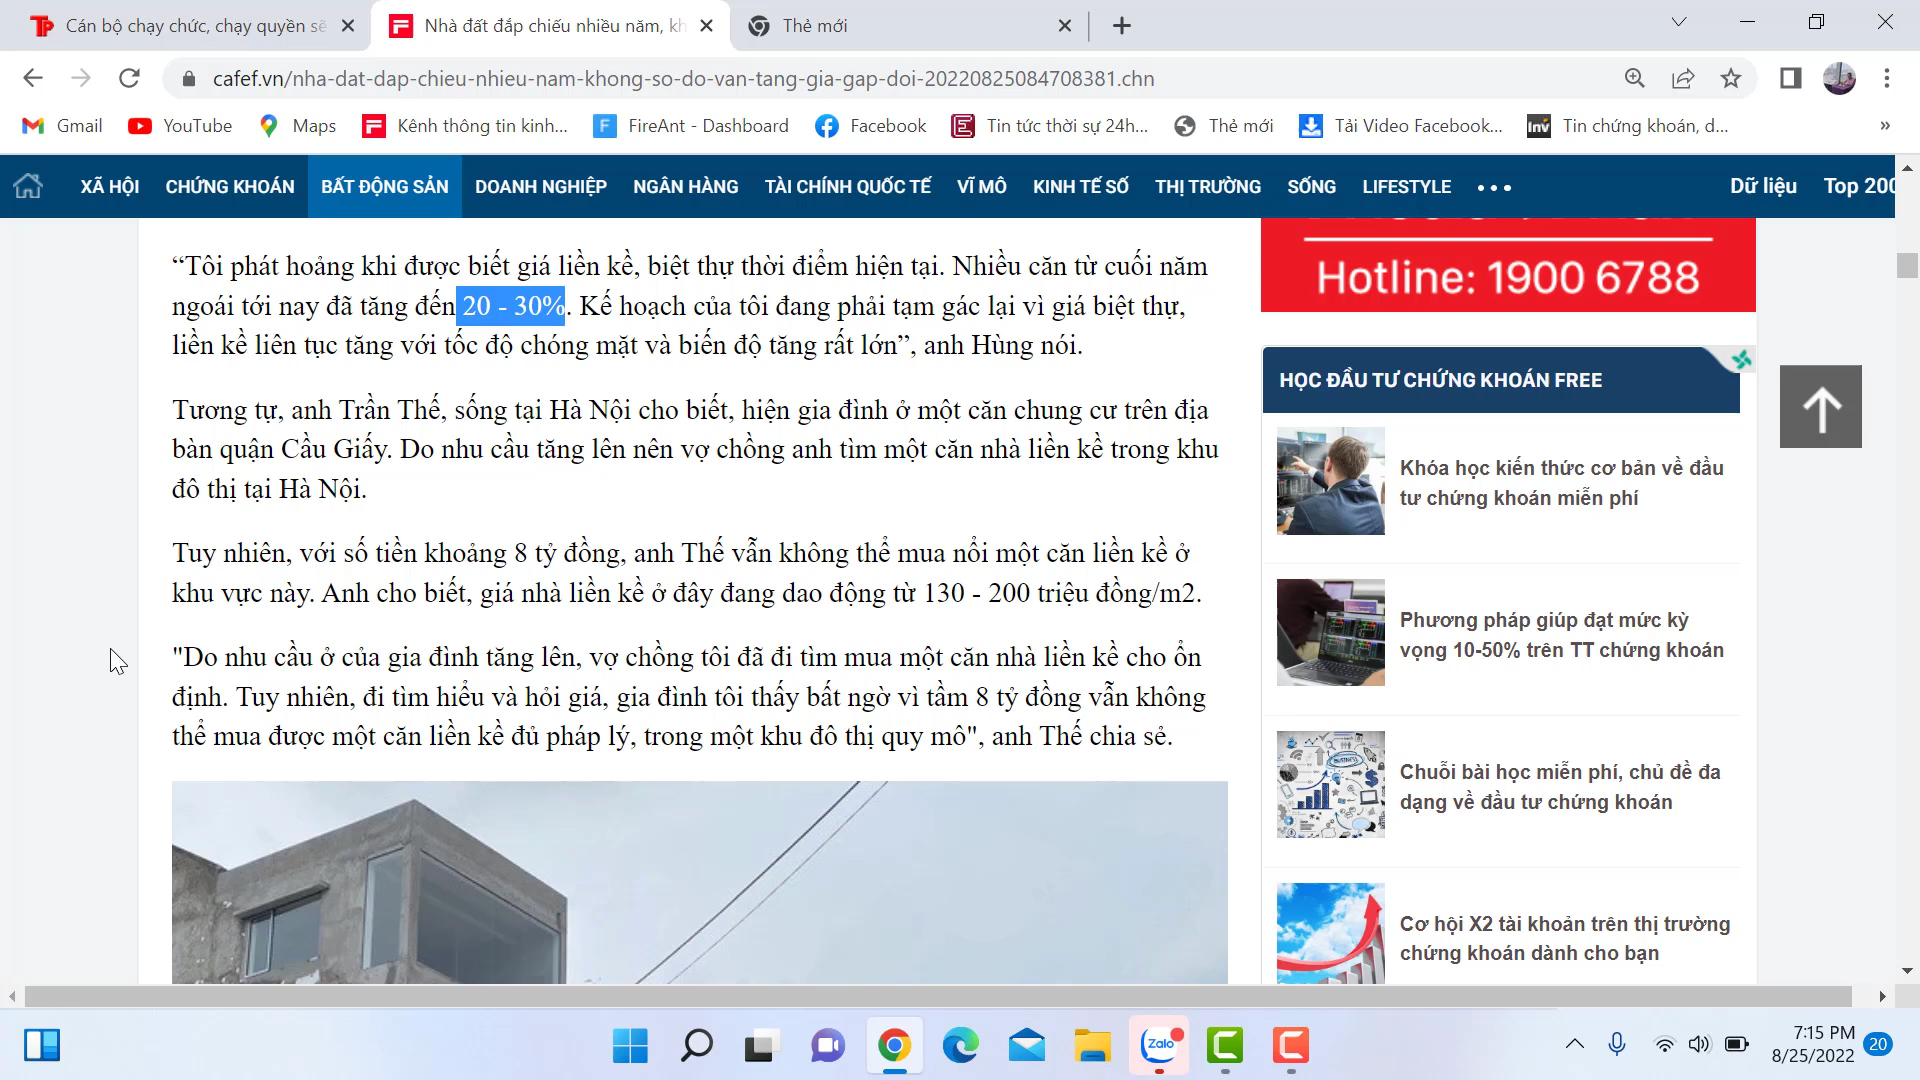 Cán bộ chạy chức, chạy quyền sẽ
Nhà đất đắp chiếu nhiều năm, kh
Thẻ mới
cafef.vn/nha-dat-dap-chieu-nhieu-nam-khong-so-do-van-tang-gia-gap-doi-20220825084708381.chn
Gmail
YouTube
Maps
Kênh thông tin kinh...
FireAnt - Dashboard
Facebook
Tin tức thời sự 24h...
Thẻ mới
Tải Video Facebook...
Tin chứng khoán, d...
XÃ HỘI
CHỨNG KHOÁN
BẤT ĐỘNG SẢN
DOANH NGHIỆP
NGÂN HÀNG
TÀI CHÍNH QUỐC TẾ
VĨ MÔ
KINH TẾ SỐ
THỊ TRƯỜNG
SỐNG
LIFESTYLE
Dữ liệu
Top 200
“Tôi phát hoảng khi được biết giá liền kề, biệt thự thời điểm hiện tại. Nhiều căn từ cuối năm
ngoái tới nay đã tăng đến 20 - 30%. Kế hoạch của tôi đang phải tạm gác lại vì giá biệt thự,
liền kề liên tục tăng với tốc độ chóng mặt và biến độ tăng rất lớn”, anh Hùng nói.
Tương tự, anh Trần Thế, sống tại Hà Nội cho biết, hiện gia đình ở một căn chung cư trên địa
bàn quận Cầu Giấy. Do nhu cầu tăng lên nên vợ chồng anh tìm một căn nhà liền kề trong khu
đô thị tại Hà Nội.
Tuy nhiên, với số tiền khoảng 8 tỷ đồng, anh Thế vẫn không thể mua nổi một căn liền kề ở
khu vực này. Anh cho biết, giá nhà liền kề ở đây đang dao động từ 130 - 200 triệu đồng/m2.
"Do nhu cầu ở của gia đình tăng lên, vợ chồng tôi đã đi tìm mua một căn nhà liền kề cho ổn
định. Tuy nhiên, đi tìm hiểu và hỏi giá, gia đình tôi thấy bất ngờ vì tầm 8 tỷ đồng vẫn không
thể mua được một căn liền kề đủ pháp lý, trong một khu đô thị quy mô", anh Thế chia sẻ.
Hotline: 1900 6788
HỌC ĐẦU TƯ CHỨNG KHOÁN FREE
Khóa học kiến thức cơ bản về đầu
tư chứng khoán miễn phí
Phương pháp giúp đạt mức kỳ
vọng 10-50% trên TT chứng khoán
Chuỗi bài học miễn phí, chủ đề đa
dạng về đầu tư chứng khoán
Cơ hội X2 tài khoản trên thị trường
chứng khoán dành cho bạn
Zalo
7:15 PM
8/25/2022
20